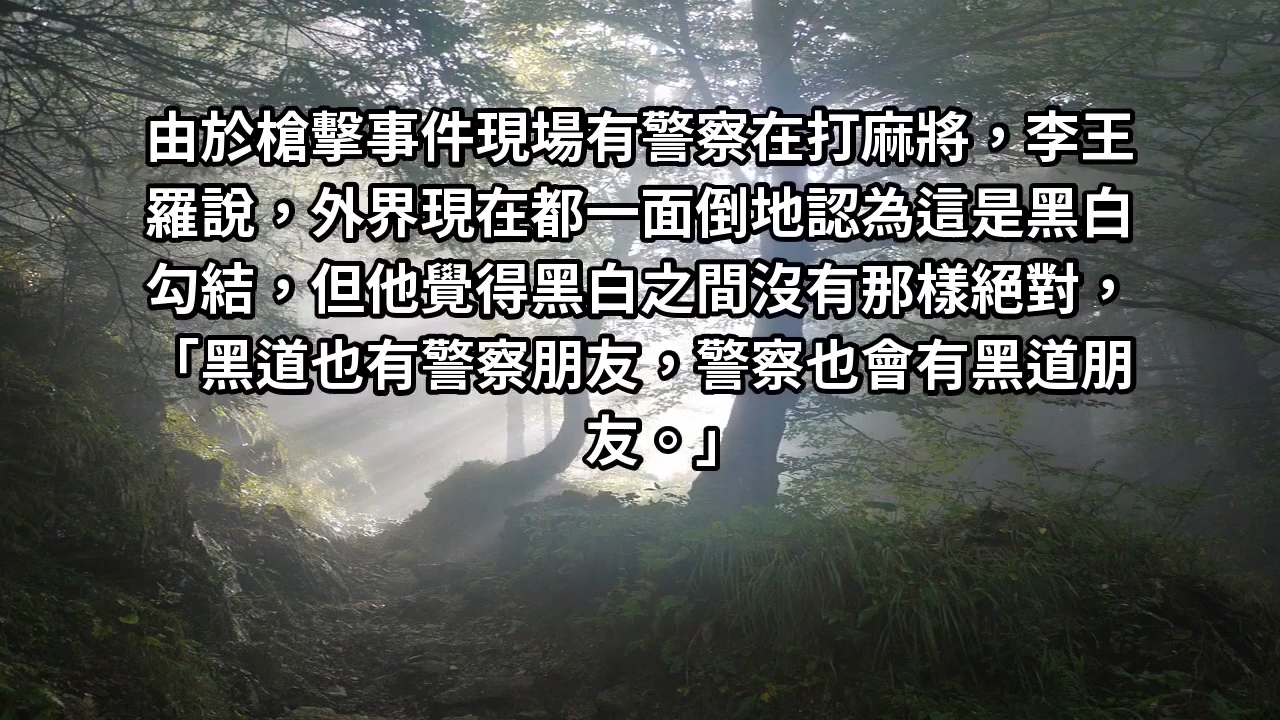 由於槍擊事件現場有警察在打麻將，李王
羅說，外界現在都一面倒地認為這是黑白
勾結，但他覺得黑白之間沒有那樣絕對，
「黑道也有警察朋友，警察也會有黑道朋
友。」